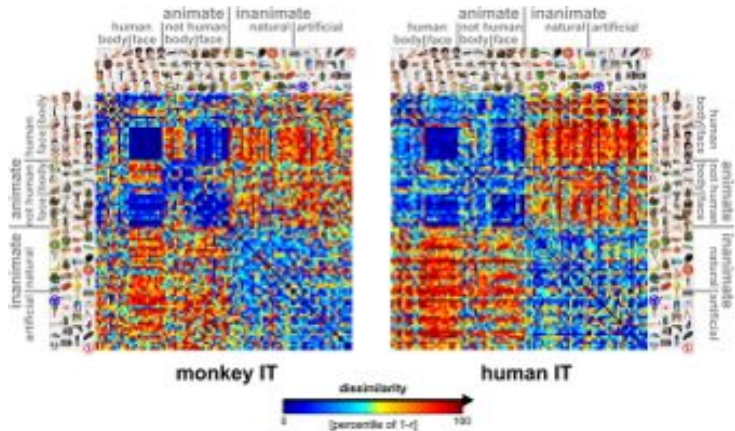 animate inanimate
human not human natural artificial
body face body face
animate inanimate
human not human natural artificial
body face body face
animate
human
body
face
not human
body
face
inanimate
natural
artificial
human
body
face
animate
not human
body
face
inanimate
natural
artificial
monkey IT
human IT
dissimilarity
0
100
[percentile of 1-r]